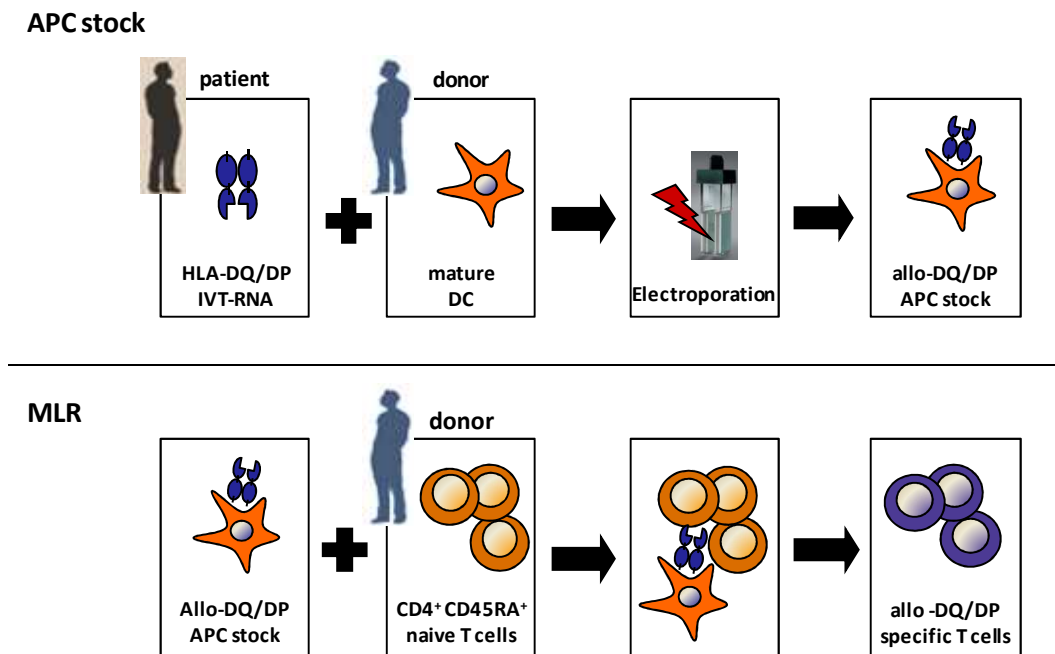 APC stock
patient
donor
HLA-DQ/DP
IVT-RNA
mature
DC
Electroporation
allo-DQ/DP
APC stock
MLR
donor
Allo-DQ/DP
APC stock
CD4⁺ CD45RA⁺
naive T cells
allo -DQ/DP
specific T cells